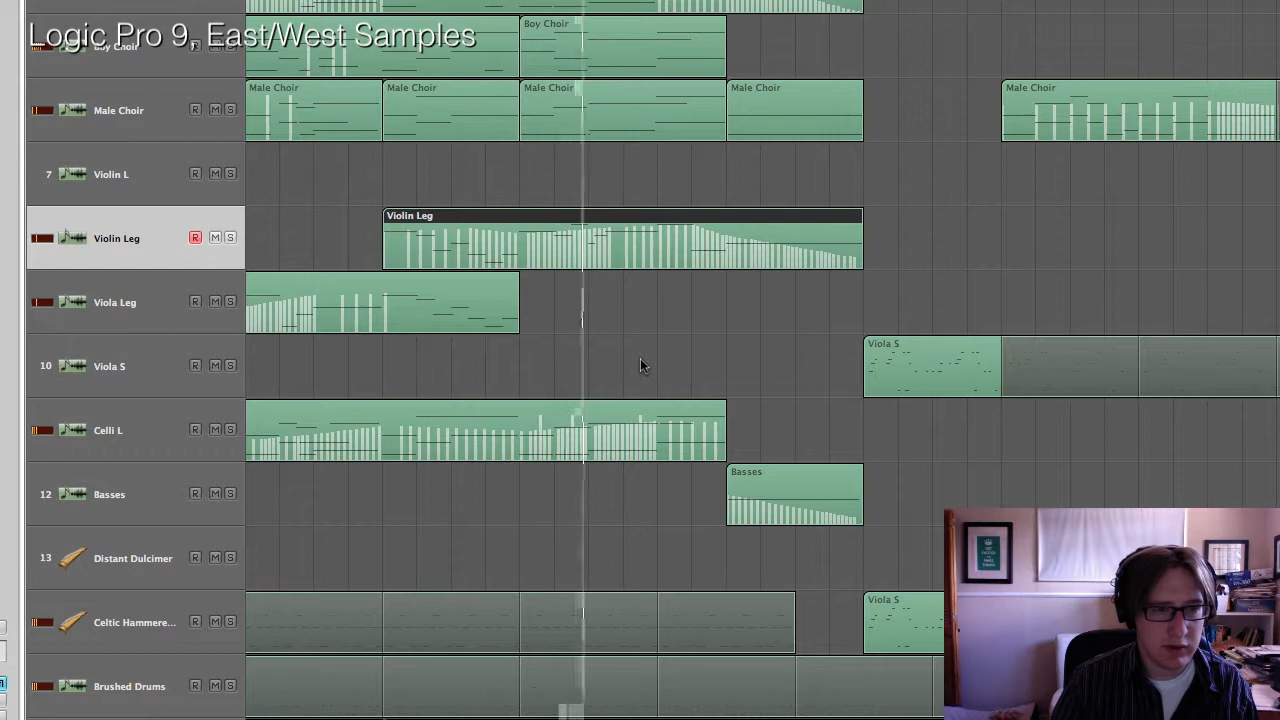 Logic Pro 9, East/West Samples
Boy Choir
Boy Choir
Male Choir
Male Choir
Male Choir
Male Choir
Male Choir
Male Choir
R M S
7 Violin L R M S
Violin Leg
Violin Leg R M S
Viola Leg R M S
Viola S
10 Viola S R M S
Celli L R M S
Basses
12 Basses R M S
13 Distant Dulcimer R M S
Viola S
Celtic Hammere... R M S
Brushed Drums R M S